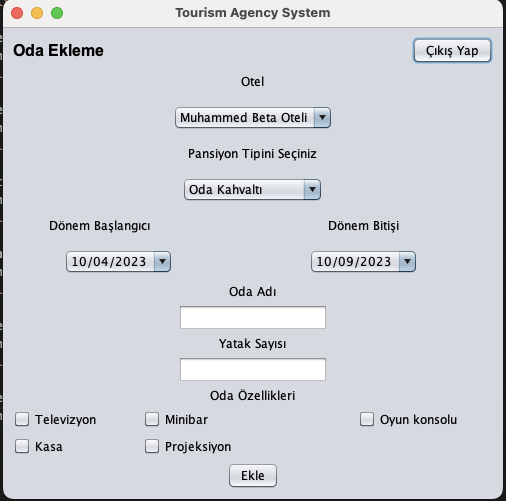 Tourism Agency System
Oda Ekleme
Çıkış Yap
Otel
Muhammed Beta Oteli
Pansiyon Tipini Seçiniz
Oda Kahvaltı
Dönem Başlangıcı Dönem Bitişi
10/04/2023 10/09/2023
Oda Adı
Yatak Sayısı
Oda Özellikleri
Televizyon Minibar Oyun konsolu
Kasa Projeksiyon
Ekle